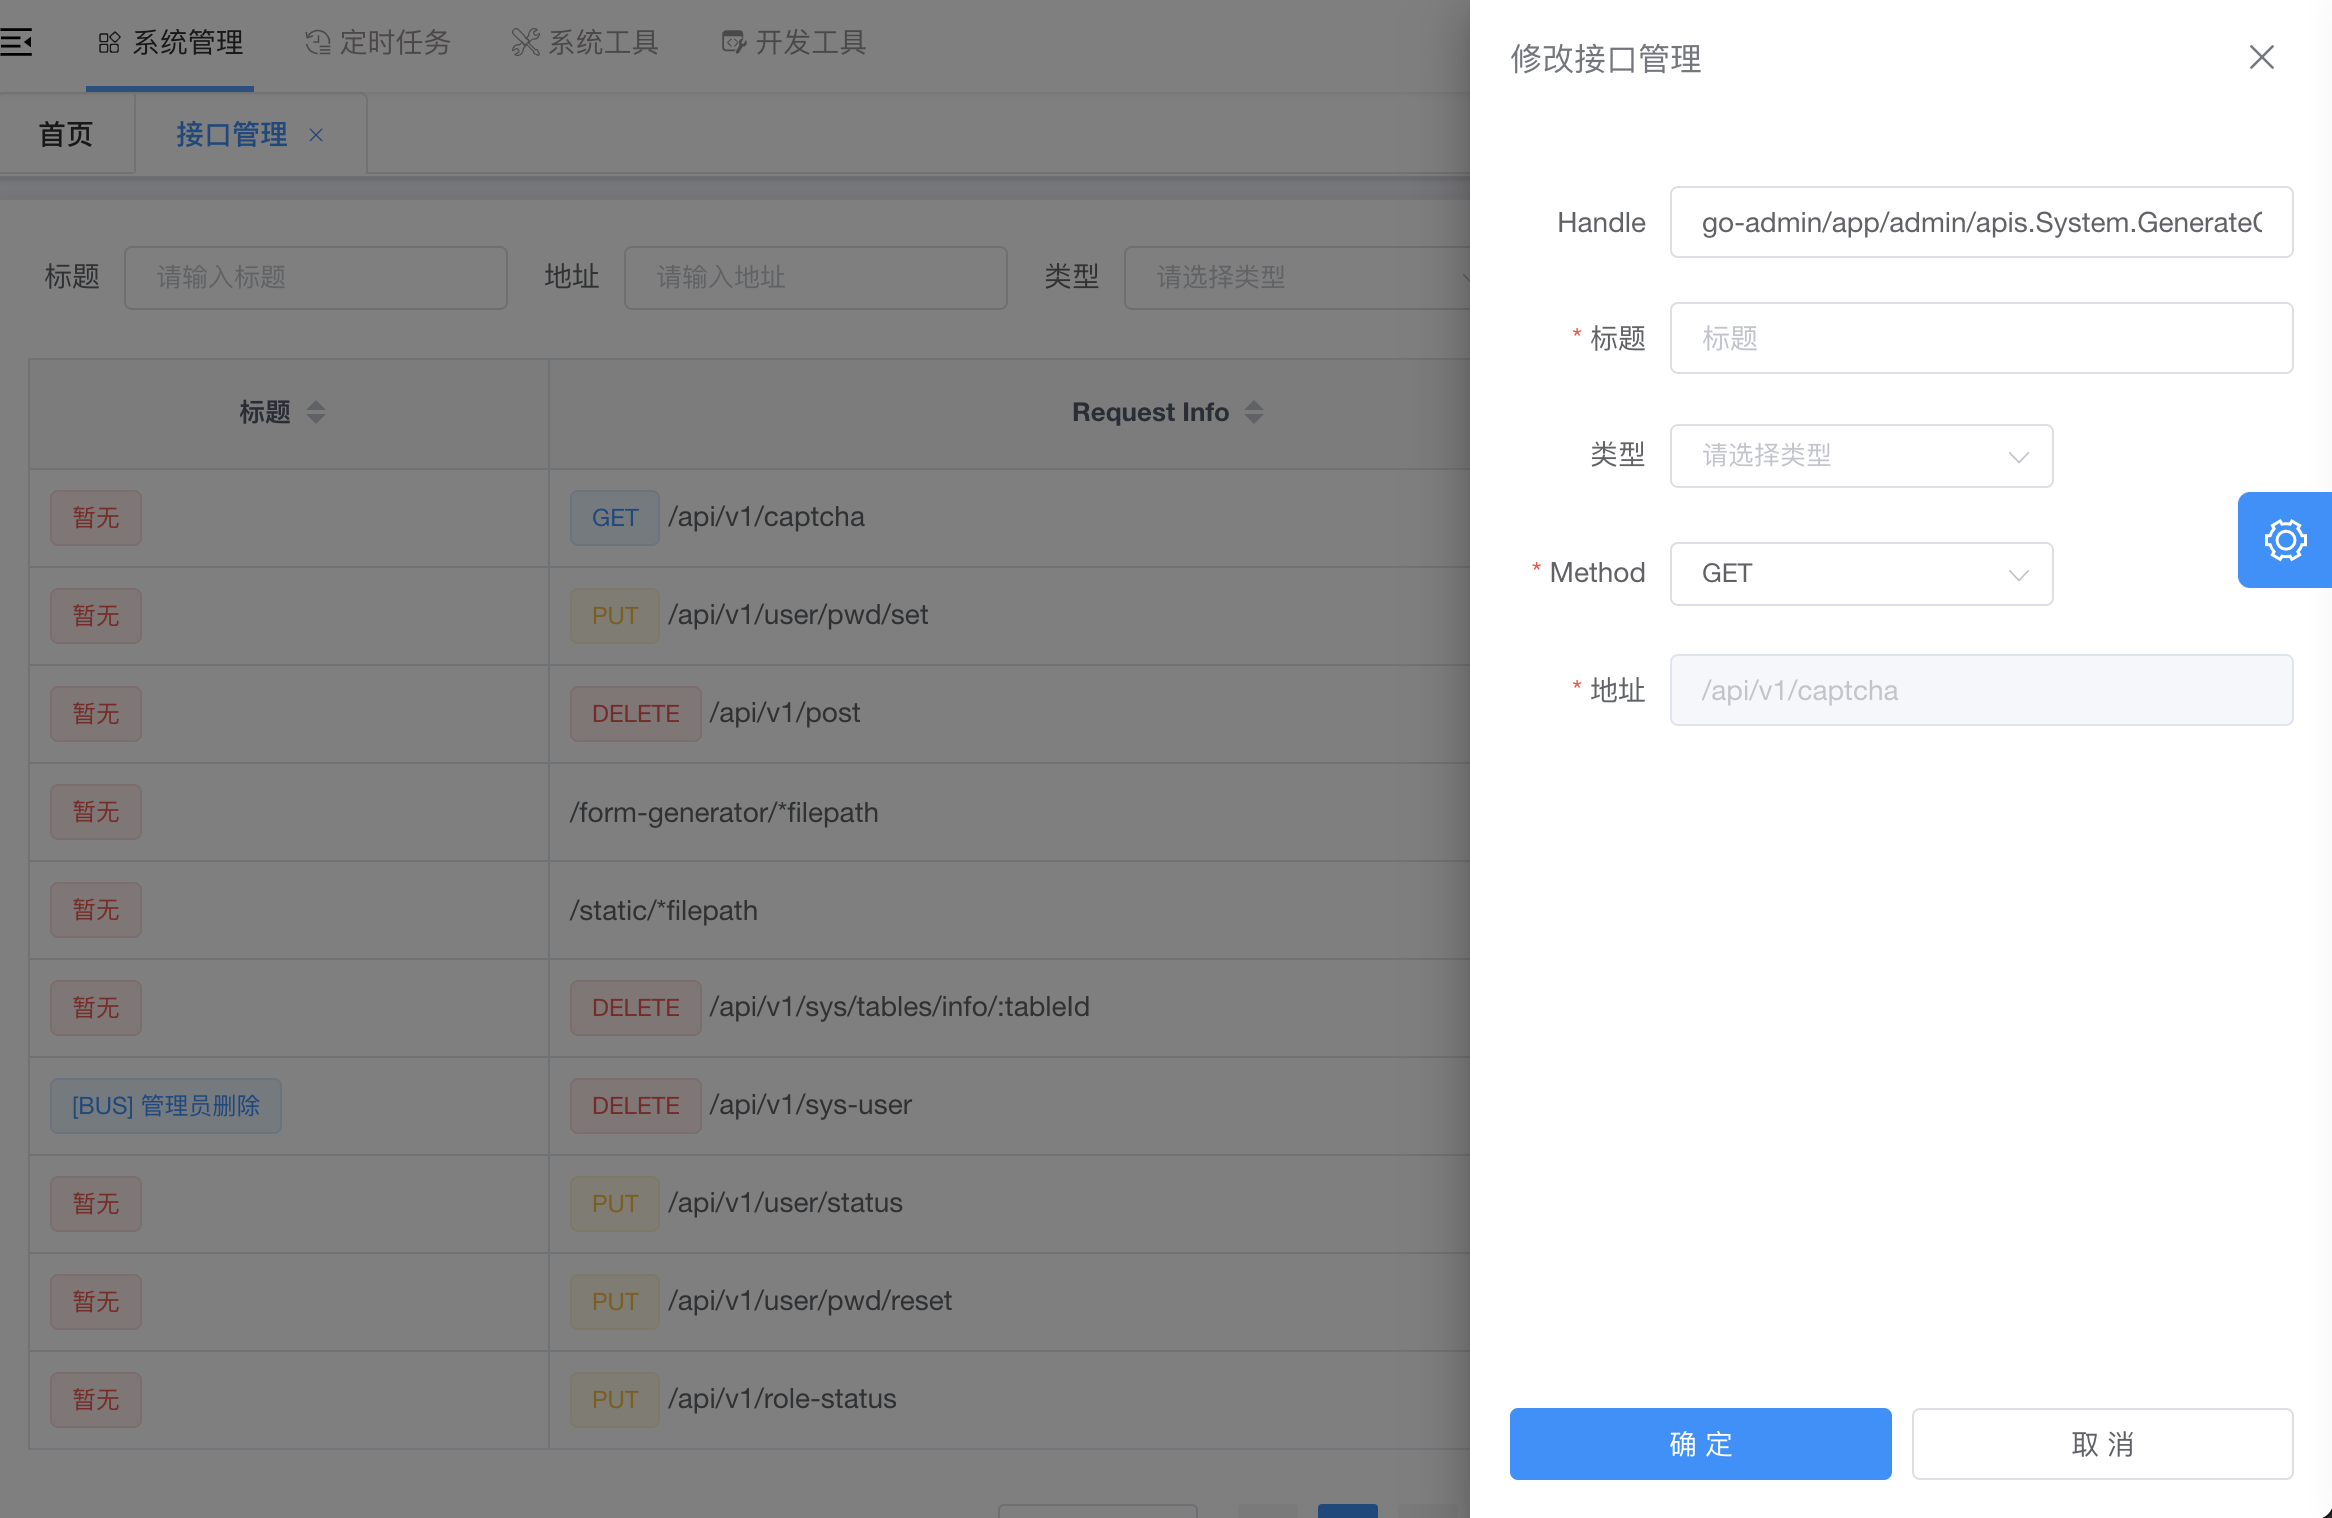 系统管理 定时任务 系统工具 开发工具
首页 接口管理
标题 请输入标题 地址 请输入地址 类型 请选择类型
标题 Request Info
暂无 GET /api/v1/captcha
暂无 PUT /api/v1/user/pwd/set
暂无 DELETE /api/v1/post
暂无 /form-generator/*filepath
暂无 /static/*filepath
暂无 DELETE /api/v1/sys/tables/info/:tableId
[BUS] 管理员删除 DELETE /api/v1/sys-user
暂无 PUT /api/v1/user/status
暂无 PUT /api/v1/user/pwd/reset
暂无 PUT /api/v1/role-status
修改接口管理
Handle go-admin/app/admin/apis.System.Generate
* 标题 标题
类型 请选择类型
* Method GET
* 地址 /api/v1/captcha
确 定 取 消